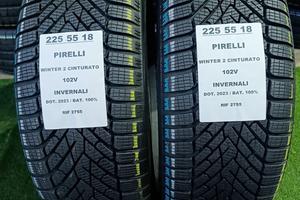 225 55 18
PIRELLI
WINTER 2 CINTURATO
102V
INVERNALI
DOT. 2023 / BAT. 100%
RIF 2755
225 55 18
PIRELLI
WINTER 2 CINTURATO
102V
INVERNALI
DOT. 2023 / BAT. 100%
RIF 2755